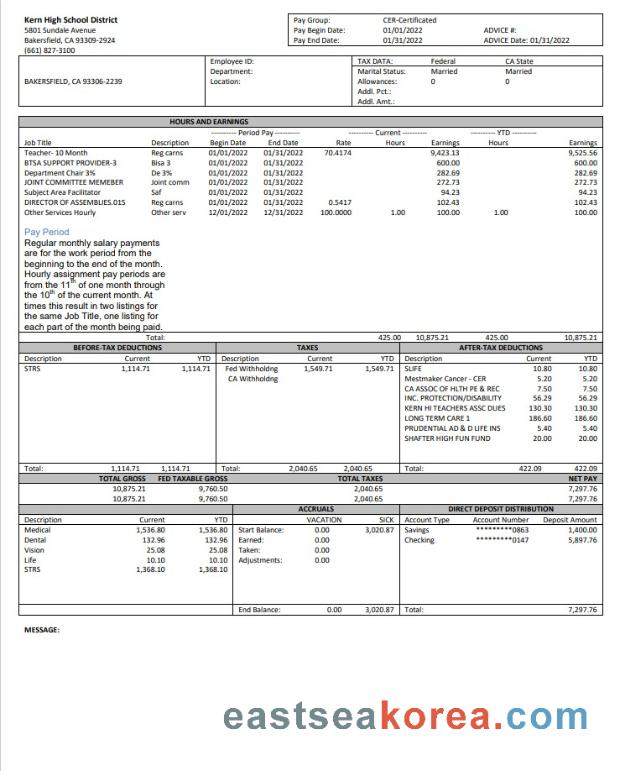 Kern High School District
5801 Sundale Avenue
Bakersfield, CA 93309-2924
(661) 827-3100
Pay Group: CER-Certificated
Pay Begin Date: 01/01/2022 ADVICE #:
Pay End Date: 01/31/2022 ADVICE Date: 01/31/2022
BAKERSFIELD, CA 93306-2239
Employee ID:
Department:
Location:
TAX DATA: Federal CA State
Marital Status: Married Married
Allowances: 0 0
Addl. Pct.:
Addl. Amt.:
HOURS AND EARNINGS
---------- Period Pay ---------- ---------- Current ---------- ---------- YTD ----------
Job Title Description Begin Date End Date Rate Hours Earnings Hours Earnings
Teacher- 10 Month Reg carns 01/01/2022 01/31/2022 70.4174 9,423.13 9,525.56
BTSA SUPPORT PROVIDER-3 Bisa 3 01/01/2022 01/31/2022 600.00 600.00
Department Chair 3% De 3% 01/01/2022 01/31/2022 282.69 282.69
JOINT COMMITTEE MEMEBER Joint comm 01/01/2022 01/31/2022 272.73 272.73
Subject Area Facilitator Saf 01/01/2022 01/31/2022 94.23 94.23
DIRECTOR OF ASSEMBLIES.015 Reg carns 01/01/2022 01/31/2022 0.5417 102.43 102.43
Other Services Hourly Other serv 12/01/2022 12/31/2022 100.0000 1.00 100.00 1.00 100.00
Pay Period
Regular monthly salary payments
are for the work period from the
beginning to the end of the month.
Hourly assignment pay periods are
from the 11th of one month through
the 10th of the current month. At
times this result in two listings for
the same Job Title, one listing for
each part of the month being paid.
Total: 425.00 10,875.21 425.00 10,875.21
BEFORE-TAX DEDUCTIONS
Description Current YTD
STRS 1,114.71 1,114.71
Total: 1,114.71 1,114.71
TAXES
Description Current YTD
Fed Withholdng 1,549.71 1,549.71
CA Withholdng
Total: 2,040.65 2,040.65
AFTER-TAX DEDUCTIONS
Description Current YTD
SLIFE 10.80 10.80
Mestmaker Cancer - CER 5.20 5.20
CA ASSOC OF HLTH PE & REC 7.50 7.50
INC. PROTECTION/DISABILITY 56.29 56.29
KERN HI TEACHERS ASSC DUES 130.30 130.30
LONG TERM CARE 1 186.60 186.60
PRUDENTIAL AD & D LIFE INS 5.40 5.40
SHAFTER HIGH FUN FUND 20.00 20.00
Total: 422.09 422.09
TOTAL GROSS FED TAXABLE GROSS TOTAL TAXES NET PAY
10,875.21 9,760.50 2,040.65 7,297.76
10,875.21 9,760.50 2,040.65 7,297.76
Description Current YTD
Medical 1,536.80 1,536.80
Dental 132.96 132.96
Vision 25.08 25.08
Life 10.10 10.10
STRS 1,368.10 1,368.10
ACCRUALS
VACATION SICK
Start Balance: 0.00 3,020.87
Earned: 0.00
Taken: 0.00
Adjustments: 0.00
End Balance: 0.00 3,020.87
DIRECT DEPOSIT DISTRIBUTION
Account Type Account Number Deposit Amount
Savings *********0863 1,400.00
Checking *********0147 5,897.76
Total: 7,297.76
MESSAGE:
eastseakorea.com